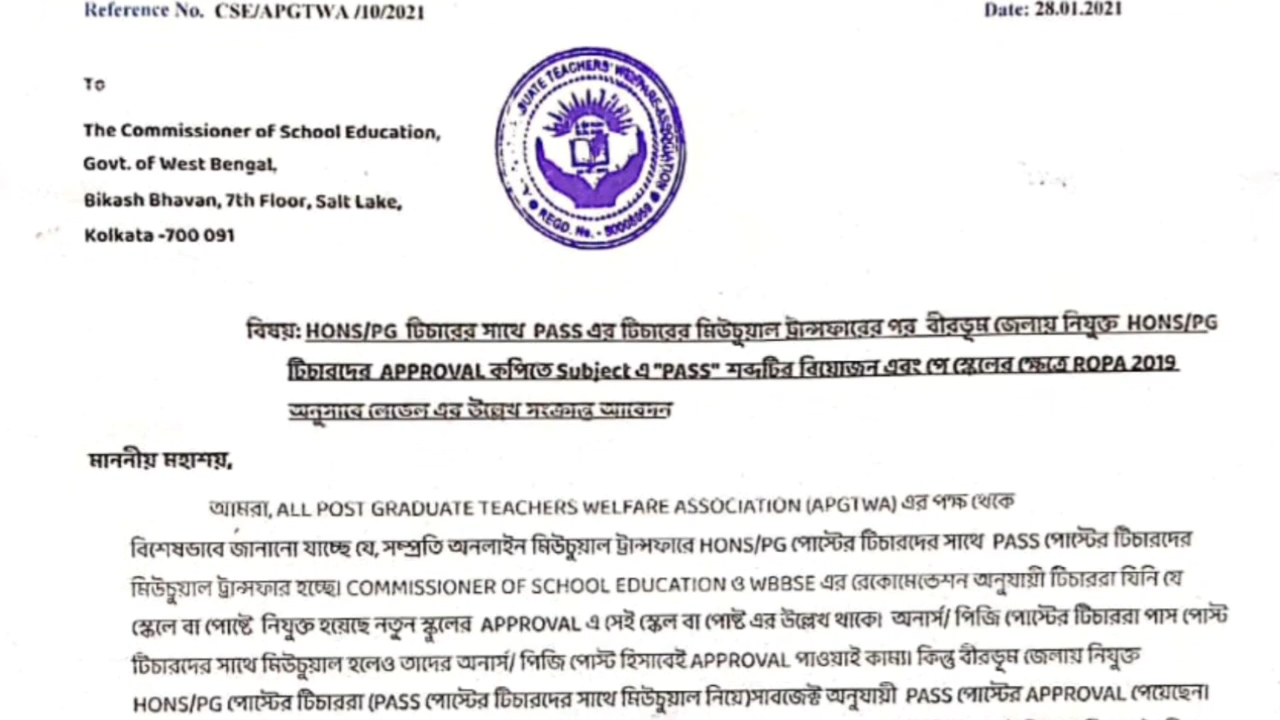 Reference No. CSE/APGTWA /10/2021
Date: 28.01.2021
To
The Commissioner of School Education,
Govt. of West Bengal,
Bikash Bhavan, 7th Floor, Salt Lake,
Kolkata -700 091
UATE TEACHERS' WELFARE ASSOCIATION
REGD. No. -
বিষয়: HONS/PG টিচারের সাথে PASS এর টিচারের মিউচুয়াল ট্রান্সফারের পর বীরভূম জেলায় নিযুক্ত HONS/PG
টিচারদের APPROVAL কপিতে Subject এ "PASS" শব্দটির বিয়োজন এবং পে স্কেলের ক্ষেত্রে ROPA 2019
অনুসারে লেভেল এর উল্লেখ সংক্রান্ত আবেদন
মাননীয় মহাশয়,
আমরা, ALL POST GRADUATE TEACHERS WELFARE ASSOCIATION (APGTWA) এর পক্ষ থেকে
বিশেষভাবে জানানো যাচ্ছে যে, সম্প্রতি অনলাইন মিউচুয়াল ট্রান্সফারে HONS/PG পোস্টের টিচারদের সাথে PASS পোস্টের টিচারদের
মিউচুয়াল ট্রান্সফার হচ্ছে। COMMISSIONER OF SCHOOL EDUCATION ও WBBSE এর রেকোমেন্ডেশন অনুযায়ী টিচাররা যিনি যে
স্কেলে বা পোষ্টে নিযুক্ত হয়েছে নতুন স্কুলের APPROVAL এ সেই স্কেল বা পোষ্ট এর উল্লেখ থাকে। অনার্স/ পিজি পোস্টের টিচাররা পাস পোস্ট
টিচারদের সাথে মিউচুয়াল হলেও তাদের অনার্স/ পিজি পোস্ট হিসাবেই APPROVAL পাওয়াই কাম্য। কিন্তু বীরভূম জেলায় নিযুক্ত
HONS/PG পোস্টের টিচাররা (PASS পোস্টের টিচারদের সাথে মিউচুয়াল নিয়ে)সাবজেক্ট অনুযায়ী PASS পোস্টের APPROVAL পেয়েছেন।